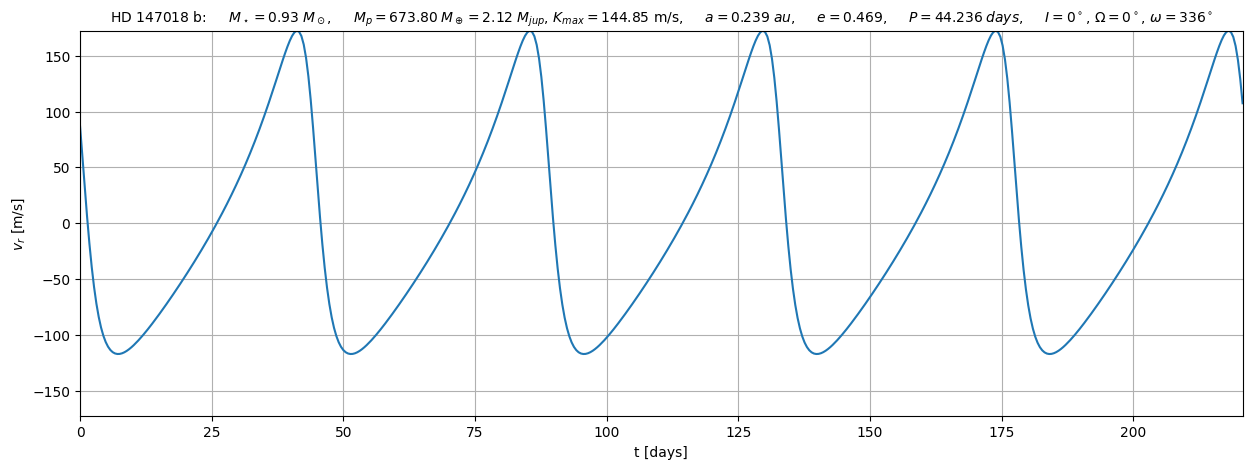 HD 147018 b: M⋆ = 0.93 M⊙, Mp = 673.80 M⊕ = 2.12 Mjup, Kmax = 144.85 m/s, a = 0.239 au, e = 0.469, P = 44.236 days, I = 0°, Ω = 0°, ω = 336°
150
100
50
0
−50
−100
−150
vr [m/s]
0 25 50 75 100 125 150 175 200
t [days]